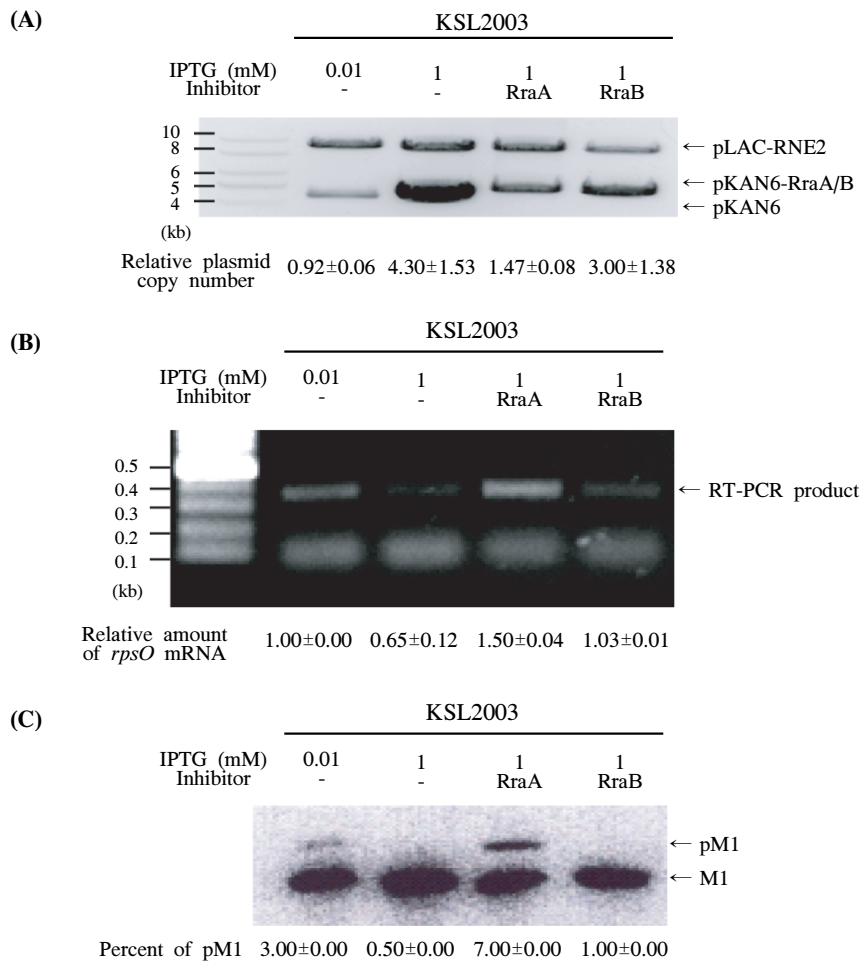 (A)
KSL2003
IPTG (mM) 0.01 1 1 1
Inhibitor - - RraA RraB
10
8
6
5
4
(kb)
← pLAC-RNE2
← pKAN6-RraA/B
← pKAN6
Relative plasmid
copy number 0.92±0.06 4.30±1.53 1.47±0.08 3.00±1.38
(B)
KSL2003
IPTG (mM) 0.01 1 1 1
Inhibitor - - RraA RraB
0.5
0.4
0.3
0.2
0.1
(kb)
← RT-PCR product
Relative amount
of rpsO mRNA 1.00±0.00 0.65±0.12 1.50±0.04 1.03±0.01
(C)
KSL2003
IPTG (mM) 0.01 1 1 1
Inhibitor - - RraA RraB
← pM1
← M1
Percent of pM1 3.00±0.00 0.50±0.00 7.00±0.00 1.00±0.00